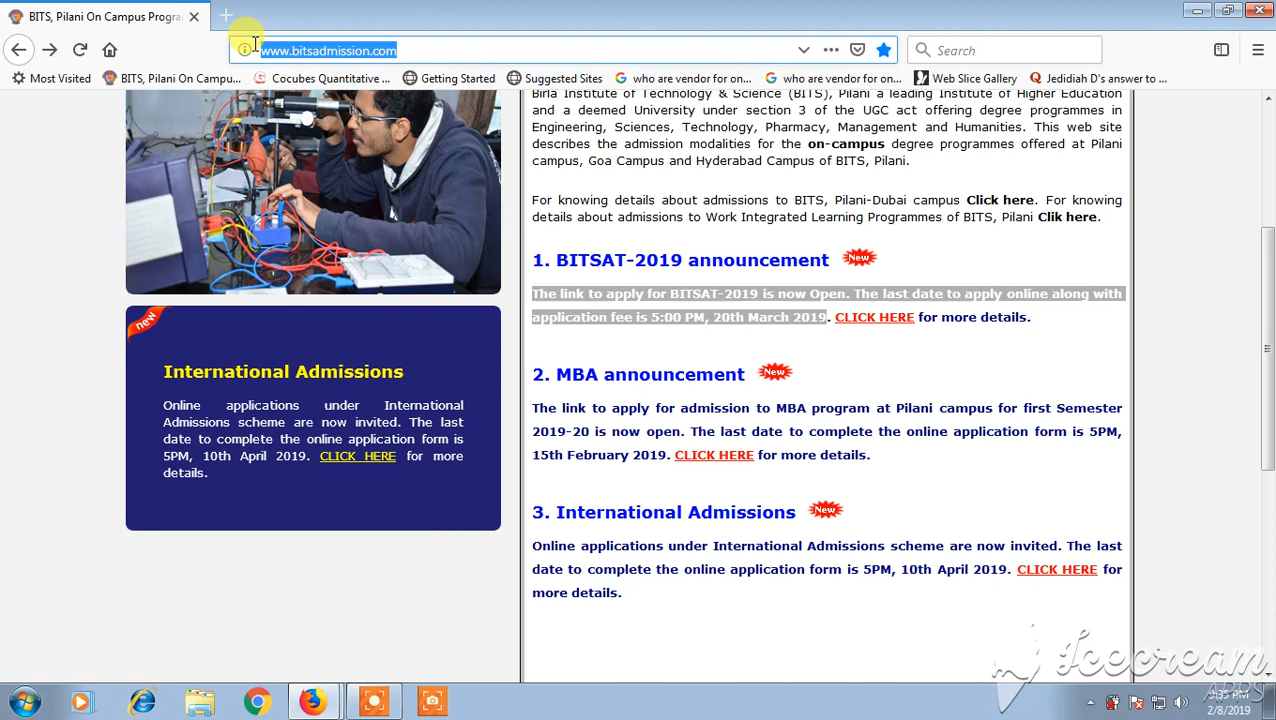 BITS, Pilani On Campus Progra
www.bitsadmission.com
Search
Most Visited
BITS, Pilani On Campu...
Cocubes Quantitative ...
Getting Started
Suggested Sites
who are vendor for on...
who are vendor for on...
Web Slice Gallery
Jedidiah D's answer to ...
Birla Institute of Technology & Science (BITS), Pilani a leading Institute of Higher Education
and a deemed University under section 3 of the UGC act offering degree programmes in
Engineering, Sciences, Technology, Pharmacy, Management and Humanities. This web site
describes the admission modalities for the on-campus degree programmes offered at Pilani
campus, Goa Campus and Hyderabad Campus of BITS, Pilani.
For knowing details about admissions to BITS, Pilani-Dubai campus Click here. For knowing
details about admissions to Work Integrated Learning Programmes of BITS, Pilani Clik here.
1. BITSAT-2019 announcement New
The link to apply for BITSAT-2019 is now Open. The last date to apply online along with
application fee is 5:00 PM, 20th March 2019. CLICK HERE for more details.
2. MBA announcement New
The link to apply for admission to MBA program at Pilani campus for first Semester
2019-20 is now open. The last date to complete the online application form is 5PM,
15th February 2019. CLICK HERE for more details.
3. International Admissions New
Online applications under International Admissions scheme are now invited. The last
date to complete the online application form is 5PM, 10th April 2019. CLICK HERE for
more details.
new
International Admissions
Online applications under International
Admissions scheme are now invited. The last
date to complete the online application form is
5PM, 10th April 2019. CLICK HERE for more
details.
Icecream
APPS
9:35 PM
2/8/2019